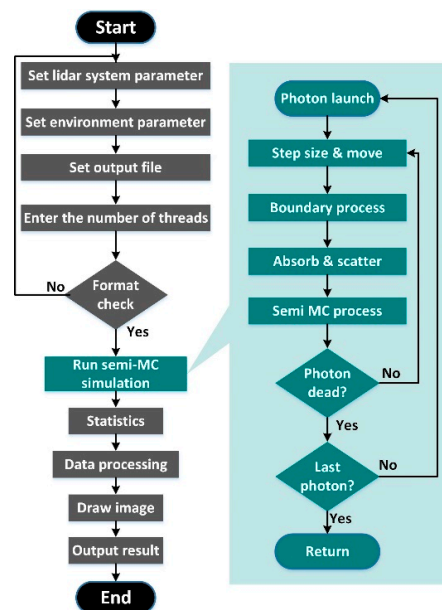 Start
Set lidar system parameter
Set environment parameter
Set output file
Enter the number of threads
No
Format
check
Yes
Run semi-MC
simulation
Statistics
Data processing
Draw image
Output result
End
Photon launch
Step size & move
Boundary process
Absorb & scatter
Semi MC process
Photon
dead?
No
Yes
Last
photon?
No
Yes
Return